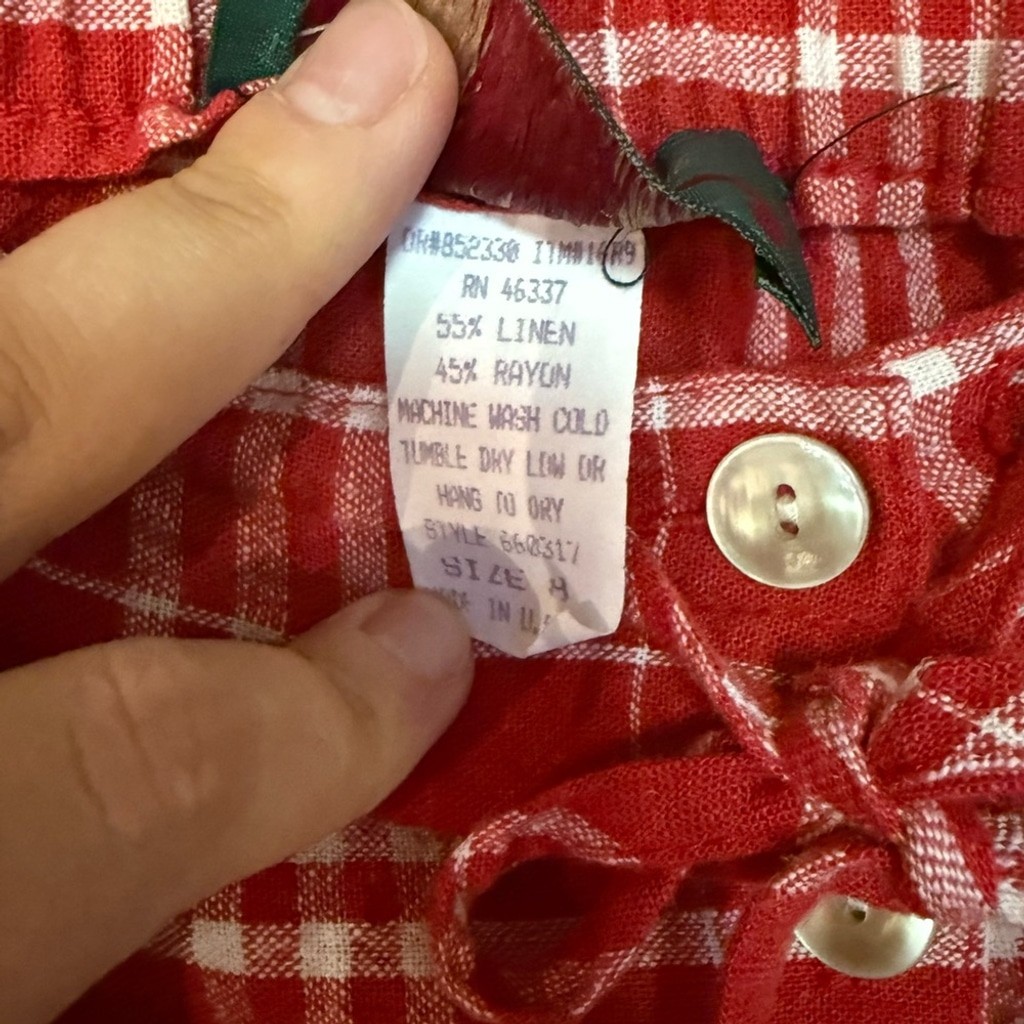 RN 46337
55% LINEN
45% RAYON
MACHINE WASH COLD
TUMBLE DRY LOW OR
HANG TO DRY
STYLE 660317
SIZE
IN